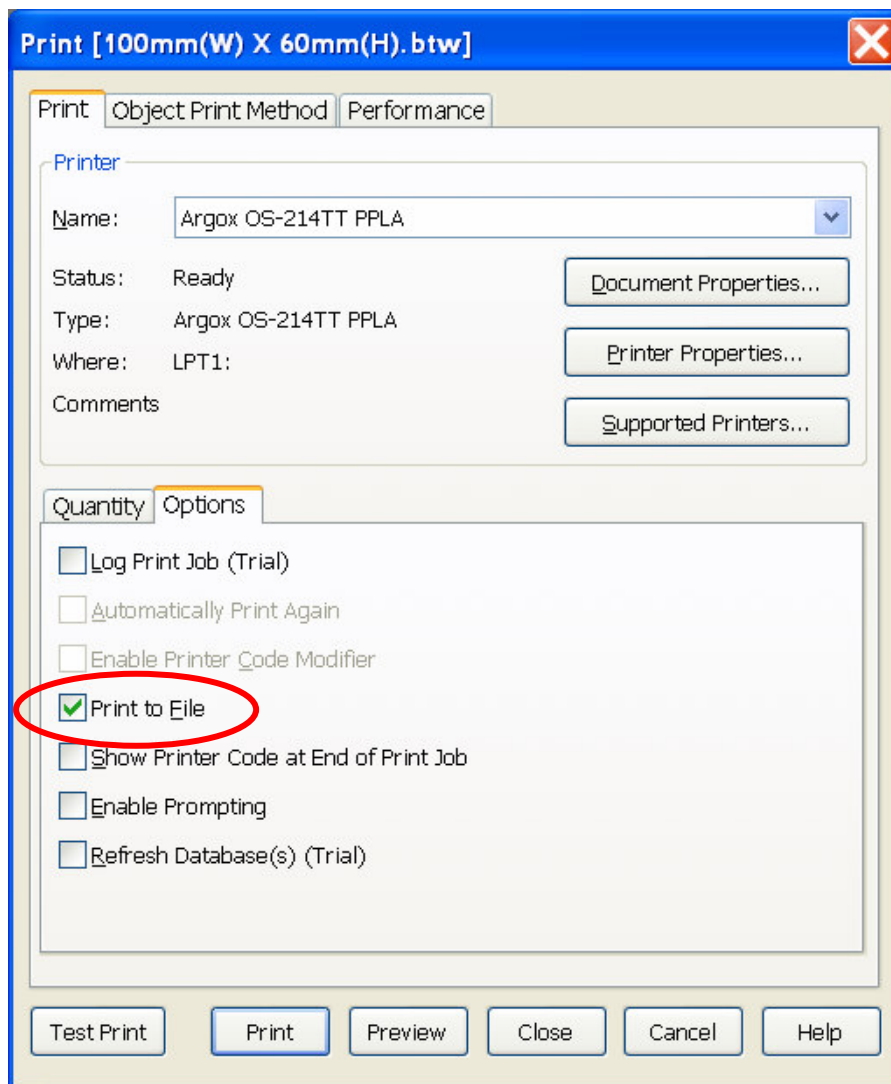 Print [100mm(W) X 60mm(H).btw]
Print Object Print Method Performance
Printer
Name: Argox OS-214TT PPLA
Status: Ready
Document Properties...
Type: Argox OS-214TT PPLA
Printer Properties...
Where: LPT1:
Comments
Supported Printers...
Quantity Options
Log Print Job (Trial)
Automatically Print Again
Enable Printer Code Modifier
Print to File
Show Printer Code at End of Print Job
Enable Prompting
Refresh Database(s) (Trial)
Test Print Print Preview Close Cancel Help